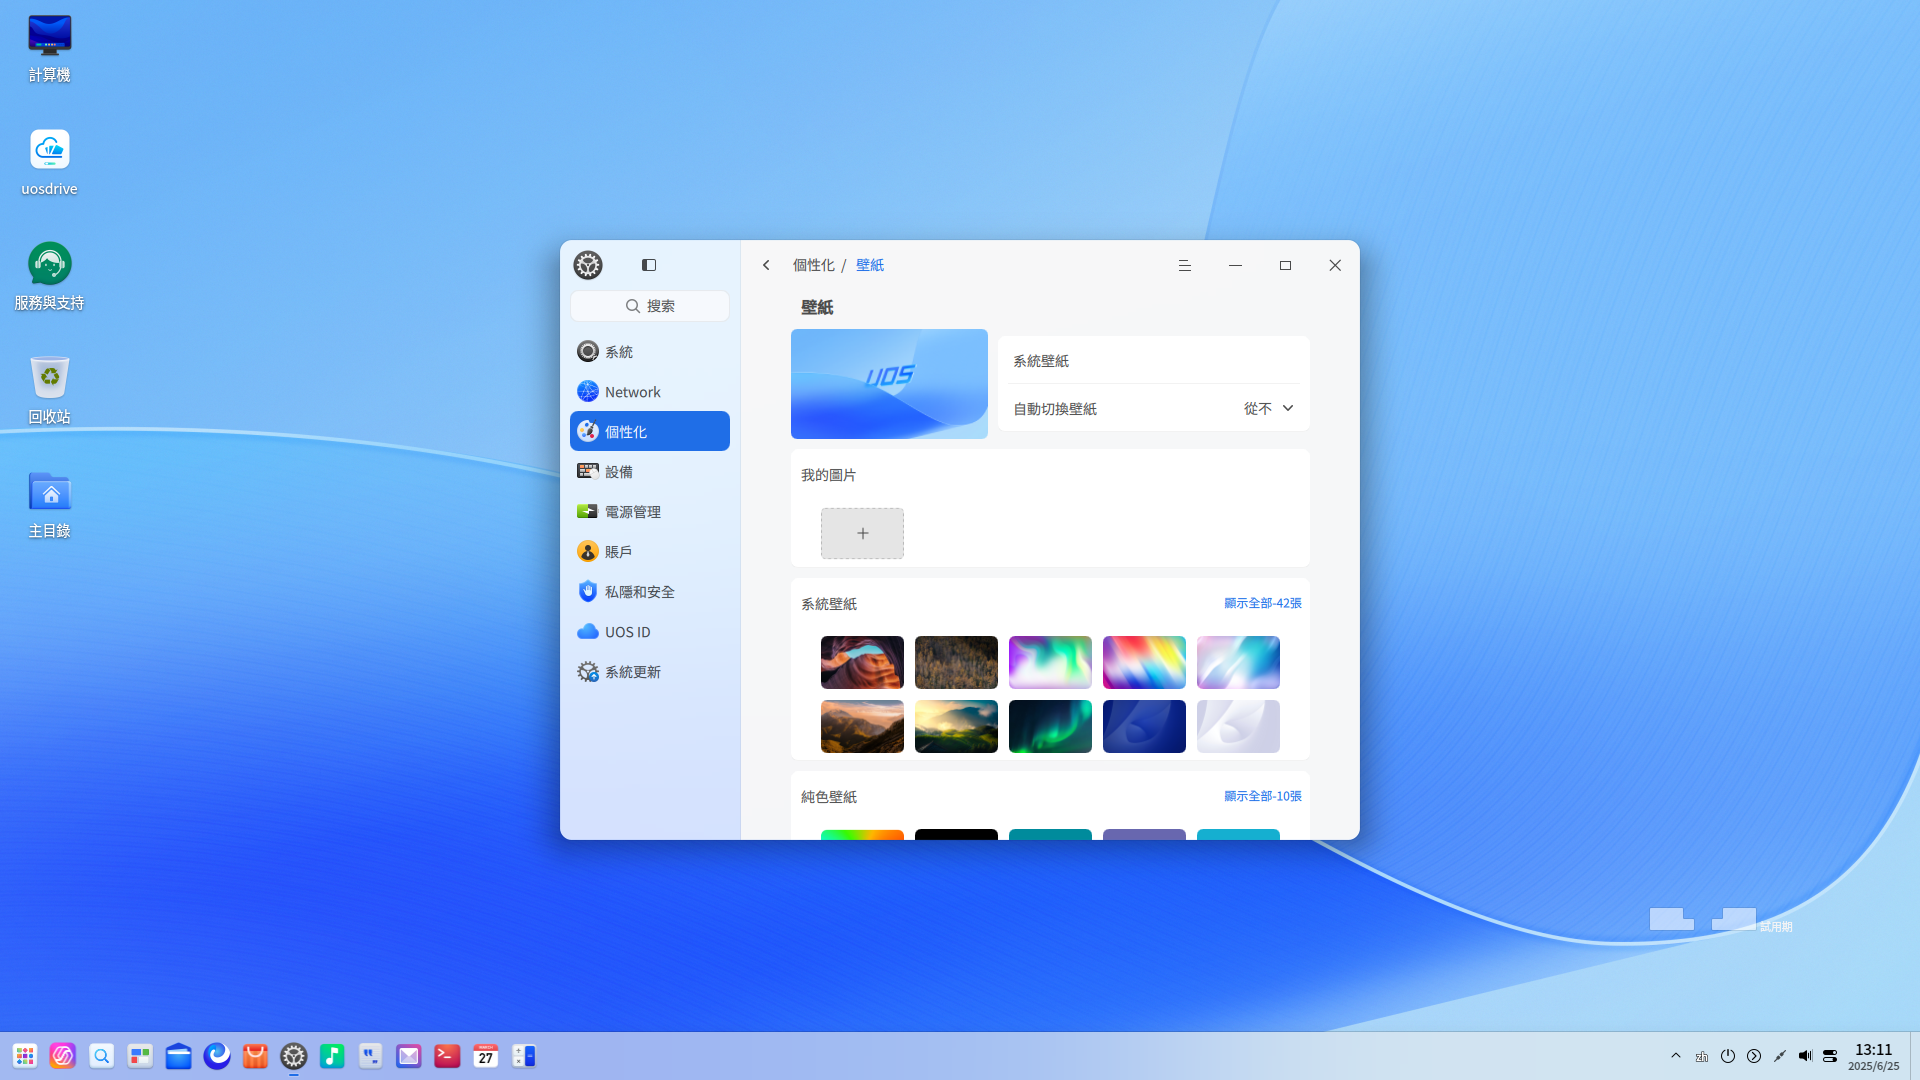 計算機
uosdrive
服務與支持
回收站
主目錄
搜索
系統
Network
個性化
設備
電源管理
賬戶
私隱和安全
UOS ID
系統更新
個性化 / 壁紙
壁紙
UOS
系統壁紙
自動切換壁紙 從不
我的圖片
系統壁紙 顯示全部-42張
純色壁紙 顯示全部-10張
試用期
MARCH
27
zh
13:11
2025/6/25